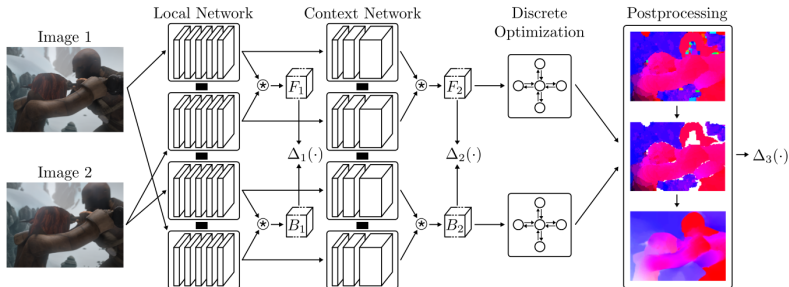 Local Network
Context Network
Discrete
Optimization
Postprocessing
Image 1
Image 2
F₁
F₂
Δ₁(·)
Δ₂(·)
Δ₃(·)
B₁
B₂